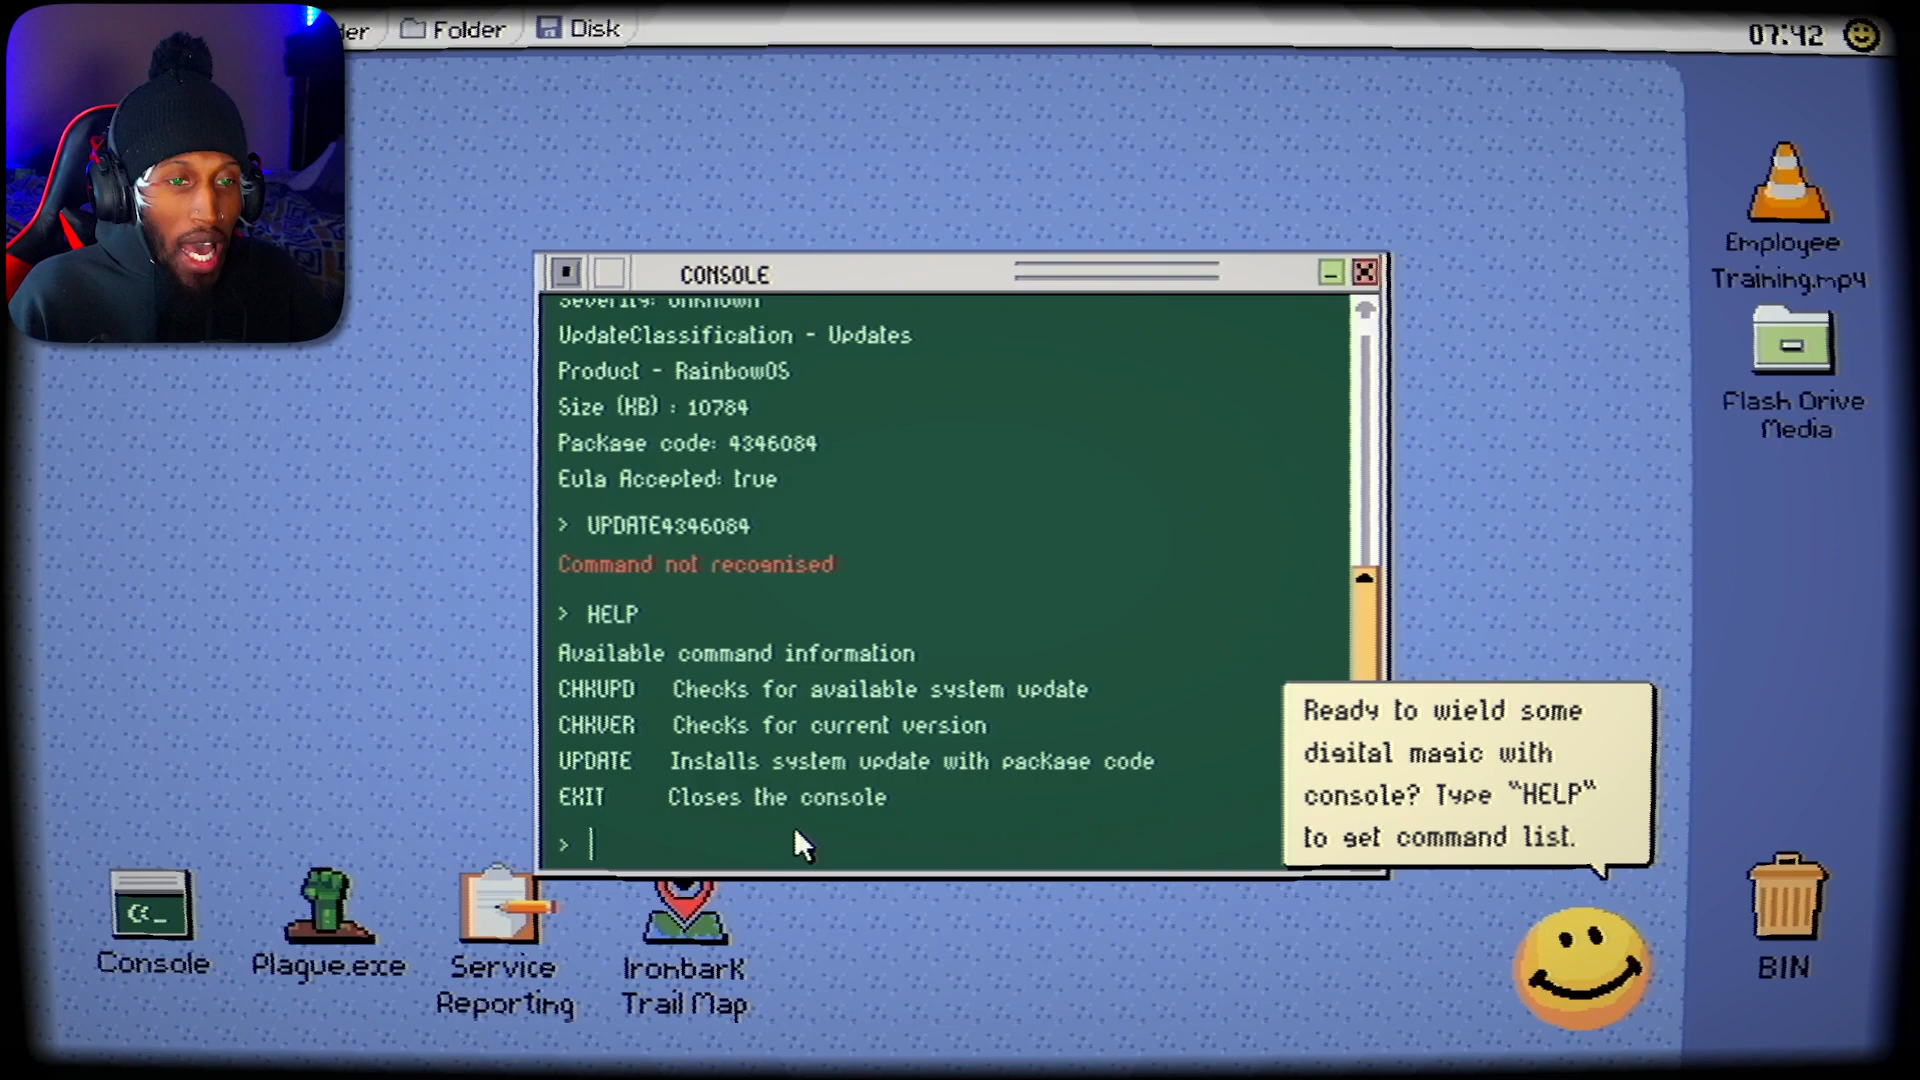 der
Folder
Disk
07:42
Employee
Training.mp4
Flash Drive
Media
CONSOLE
Severity: Unknown
UpdateClassification - Updates
Product - RainbowOS
Size (KB) : 10784
Package code: 4346084
Eula Accepted: true
> UPDATE4346084
Command not recognised
> HELP
Available command information
CHKUPD Checks for available system update
CHKVER Checks for current version
UPDATE Installs system update with package code
EXIT Closes the console
>
Ready to wield some
digital magic with
console? Type "HELP"
to get command list.
Console
Plague.exe
Service
Reporting
Ironbark
Trail Map
BIN